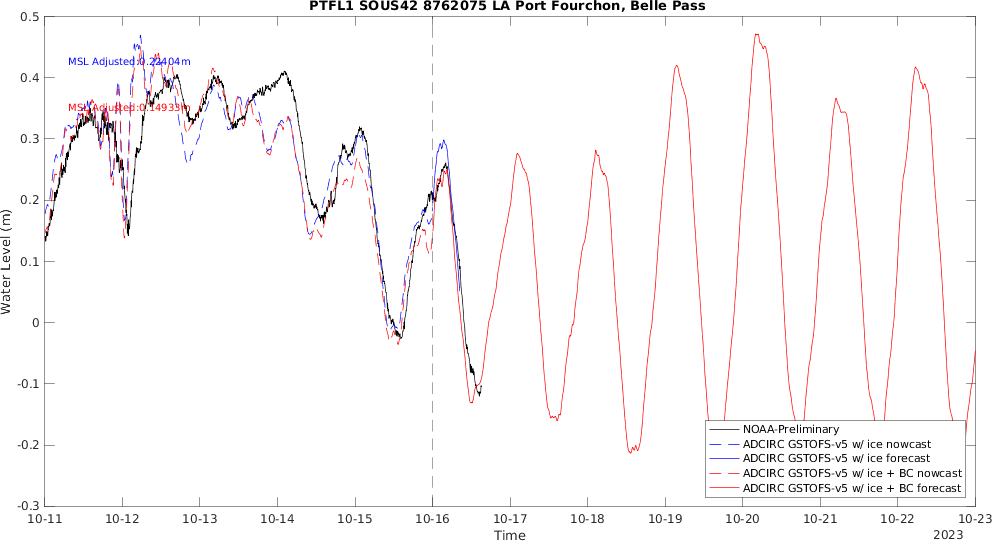 PTFL1 SOUS42 8762075 LA Port Fourchon, Belle Pass
0.5
0.4
0.3
0.2
0.1
0
-0.1
-0.2
-0.3
Water Level (m)
MSL Adjusted:0.22404m
MSL Adjusted:0.14933m
NOAA-Preliminary
ADCIRC GSTOFS-v5 w/ ice nowcast
ADCIRC GSTOFS-v5 w/ ice forecast
ADCIRC GSTOFS-v5 w/ ice + BC nowcast
ADCIRC GSTOFS-v5 w/ ice + BC forecast
10-11 10-12 10-13 10-14 10-15 10-16 10-17 10-18 10-19 10-20 10-21 10-22 10-23
Time
2023